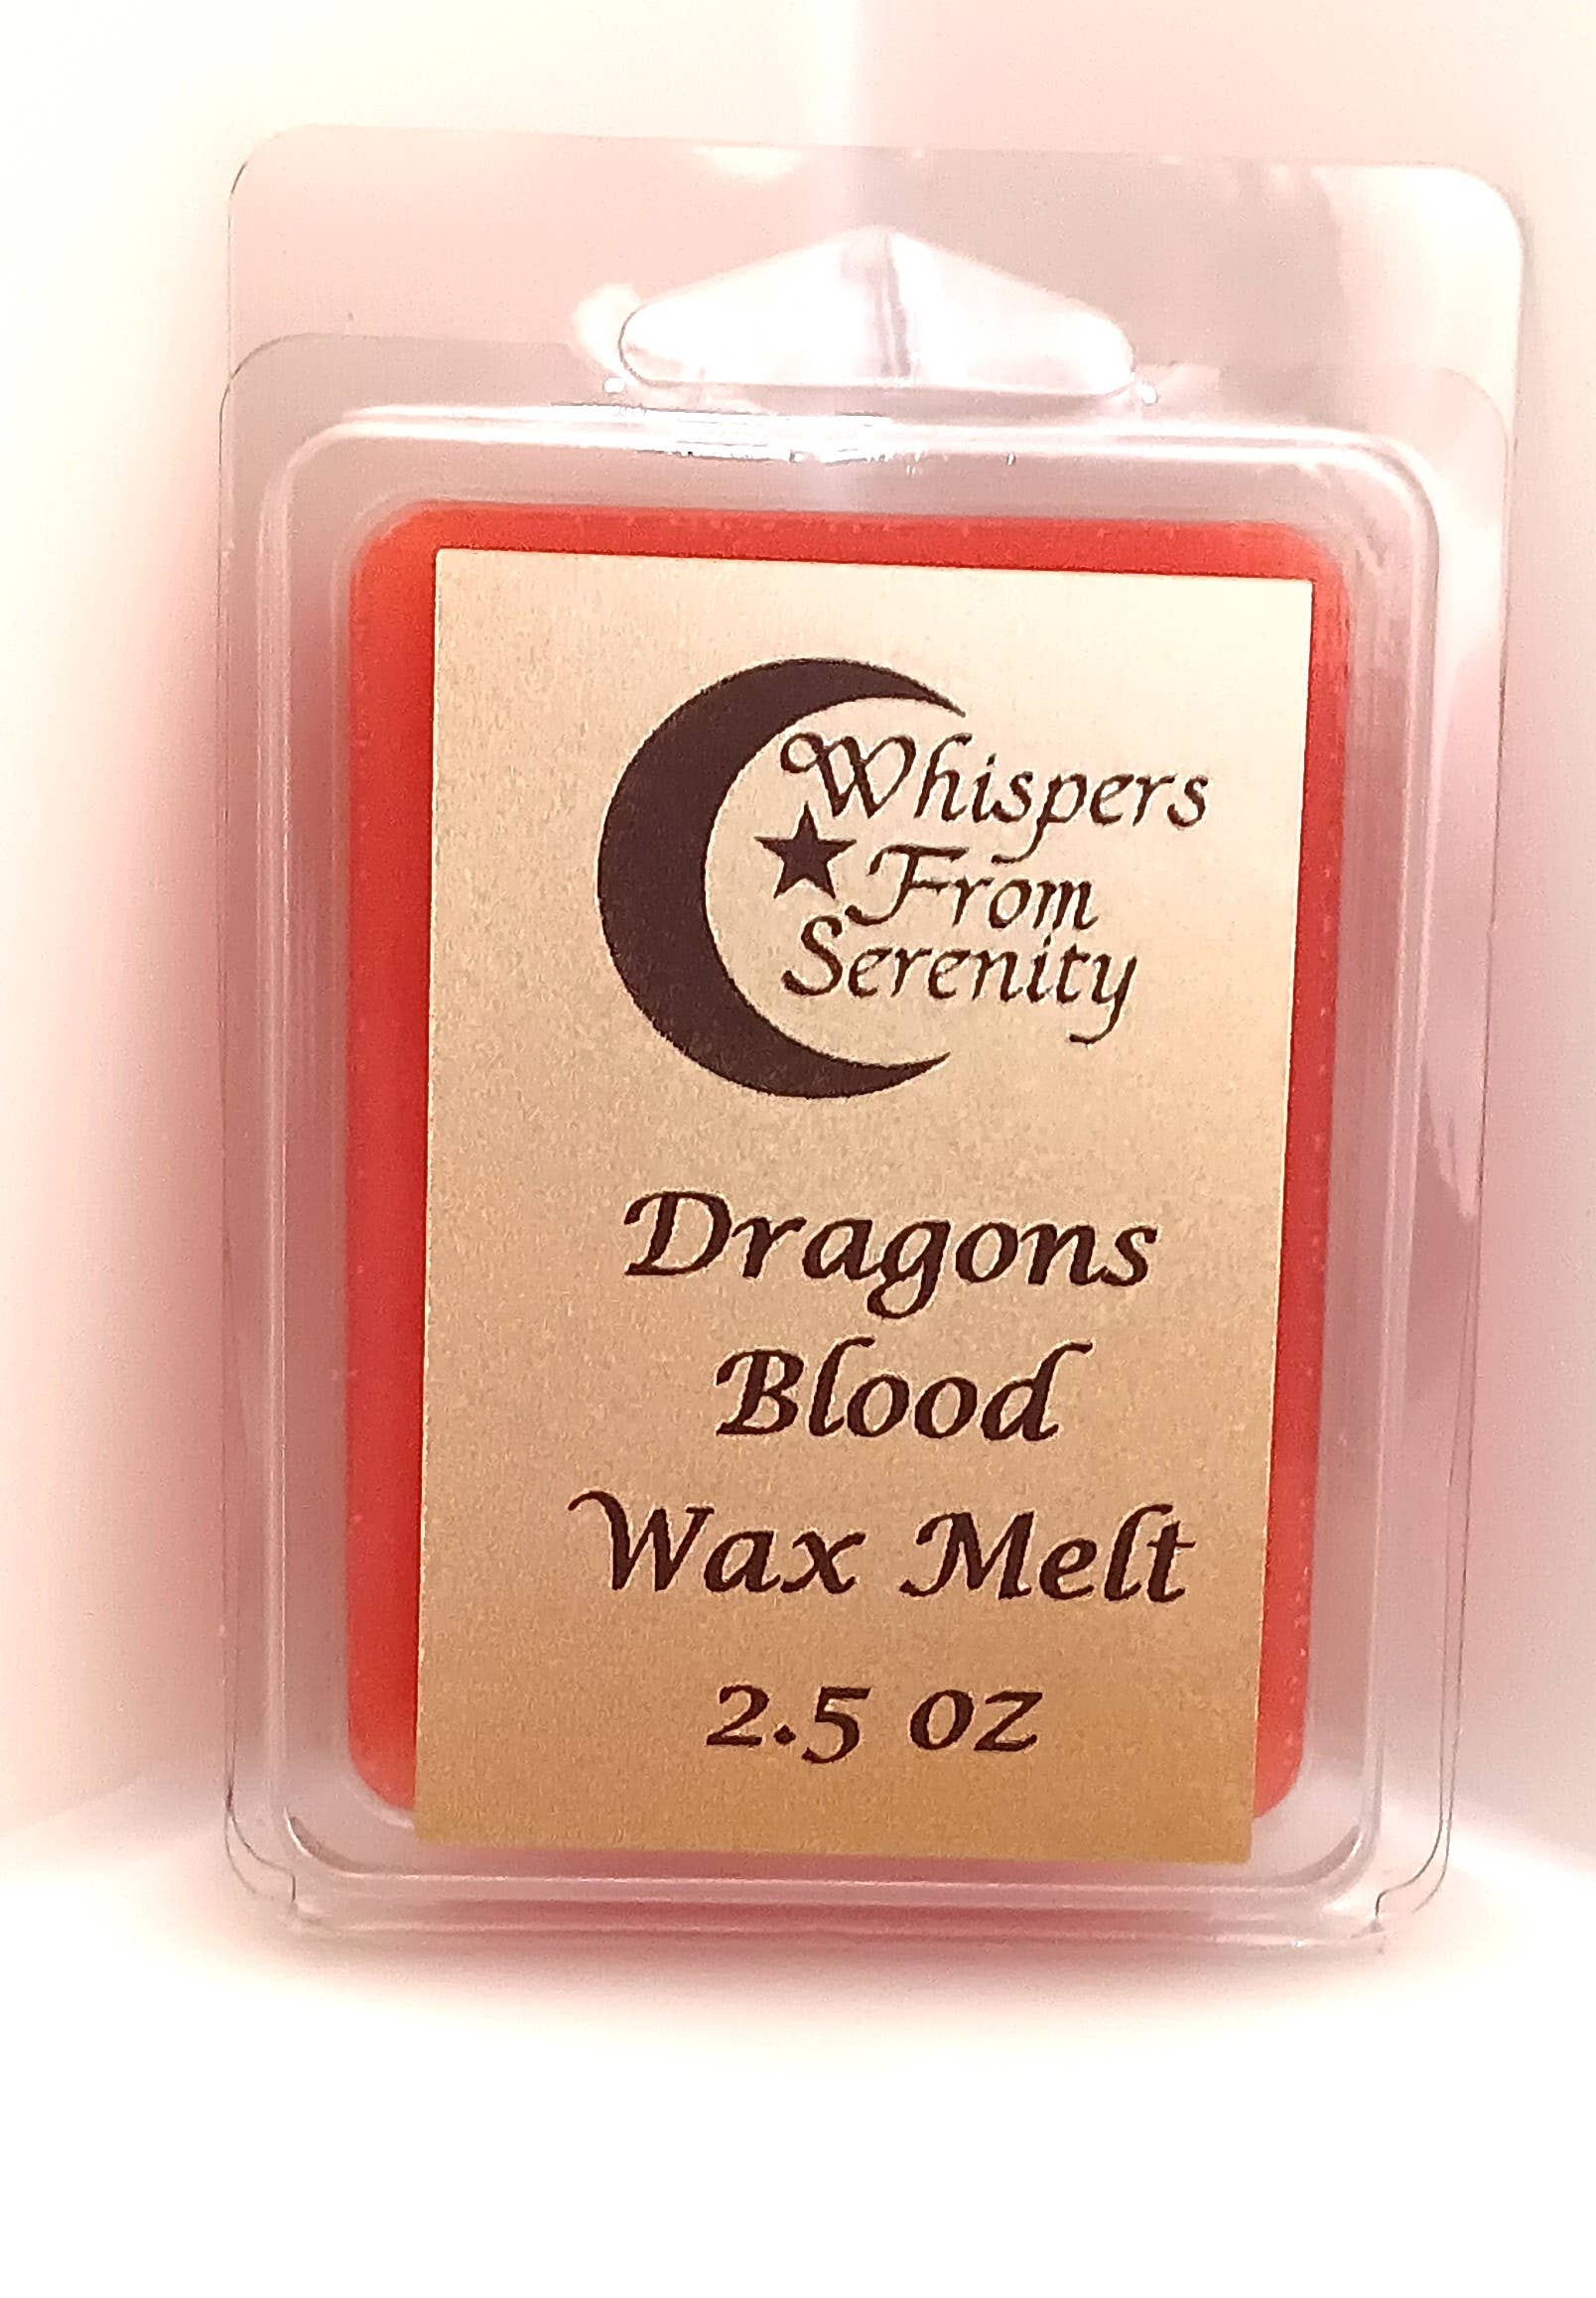 Whispers
From
Serenity
Dragons
Blood
Wax Melt
2.5 oz